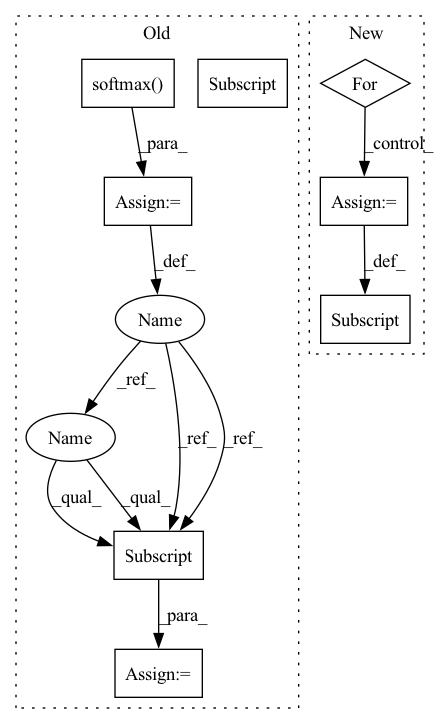 Old
New
softmax()
Subscript
For
_para_
_control_
Assign:=
Assign:=
_def_
_def_
Name
Subscript
_ref_
Name
_ref_
_ref_
_qual_
_qual_
Subscript
_para_
Assign:=